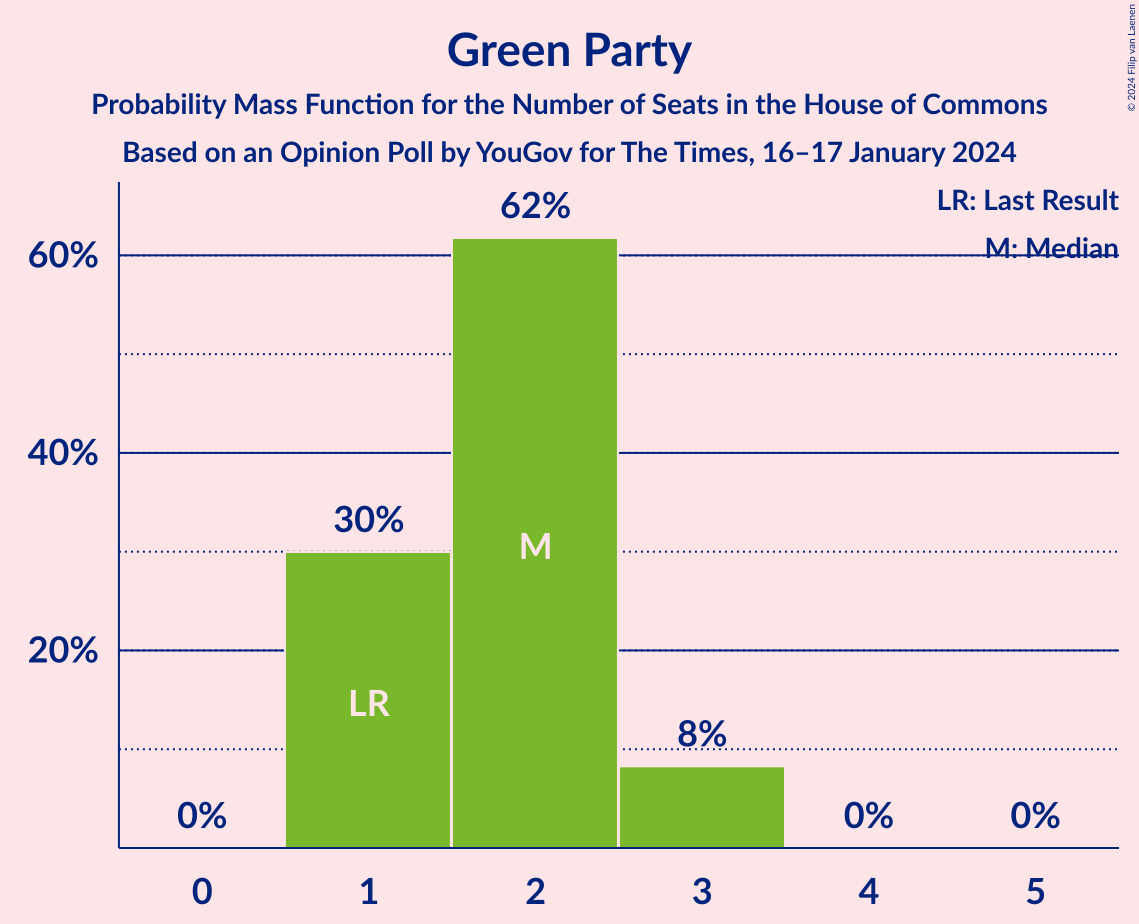 Green Party
Probability Mass Function for the Number of Seats in the House of Commons
Based on an Opinion Poll by YouGov for The Times, 16–17 January 2024
© 2024 Filip van Laenen
LR: Last Result
M: Median
60%
40%
20%
0%
30%
62%
8%
0%
0%
LR
M
0 1 2 3 4 5